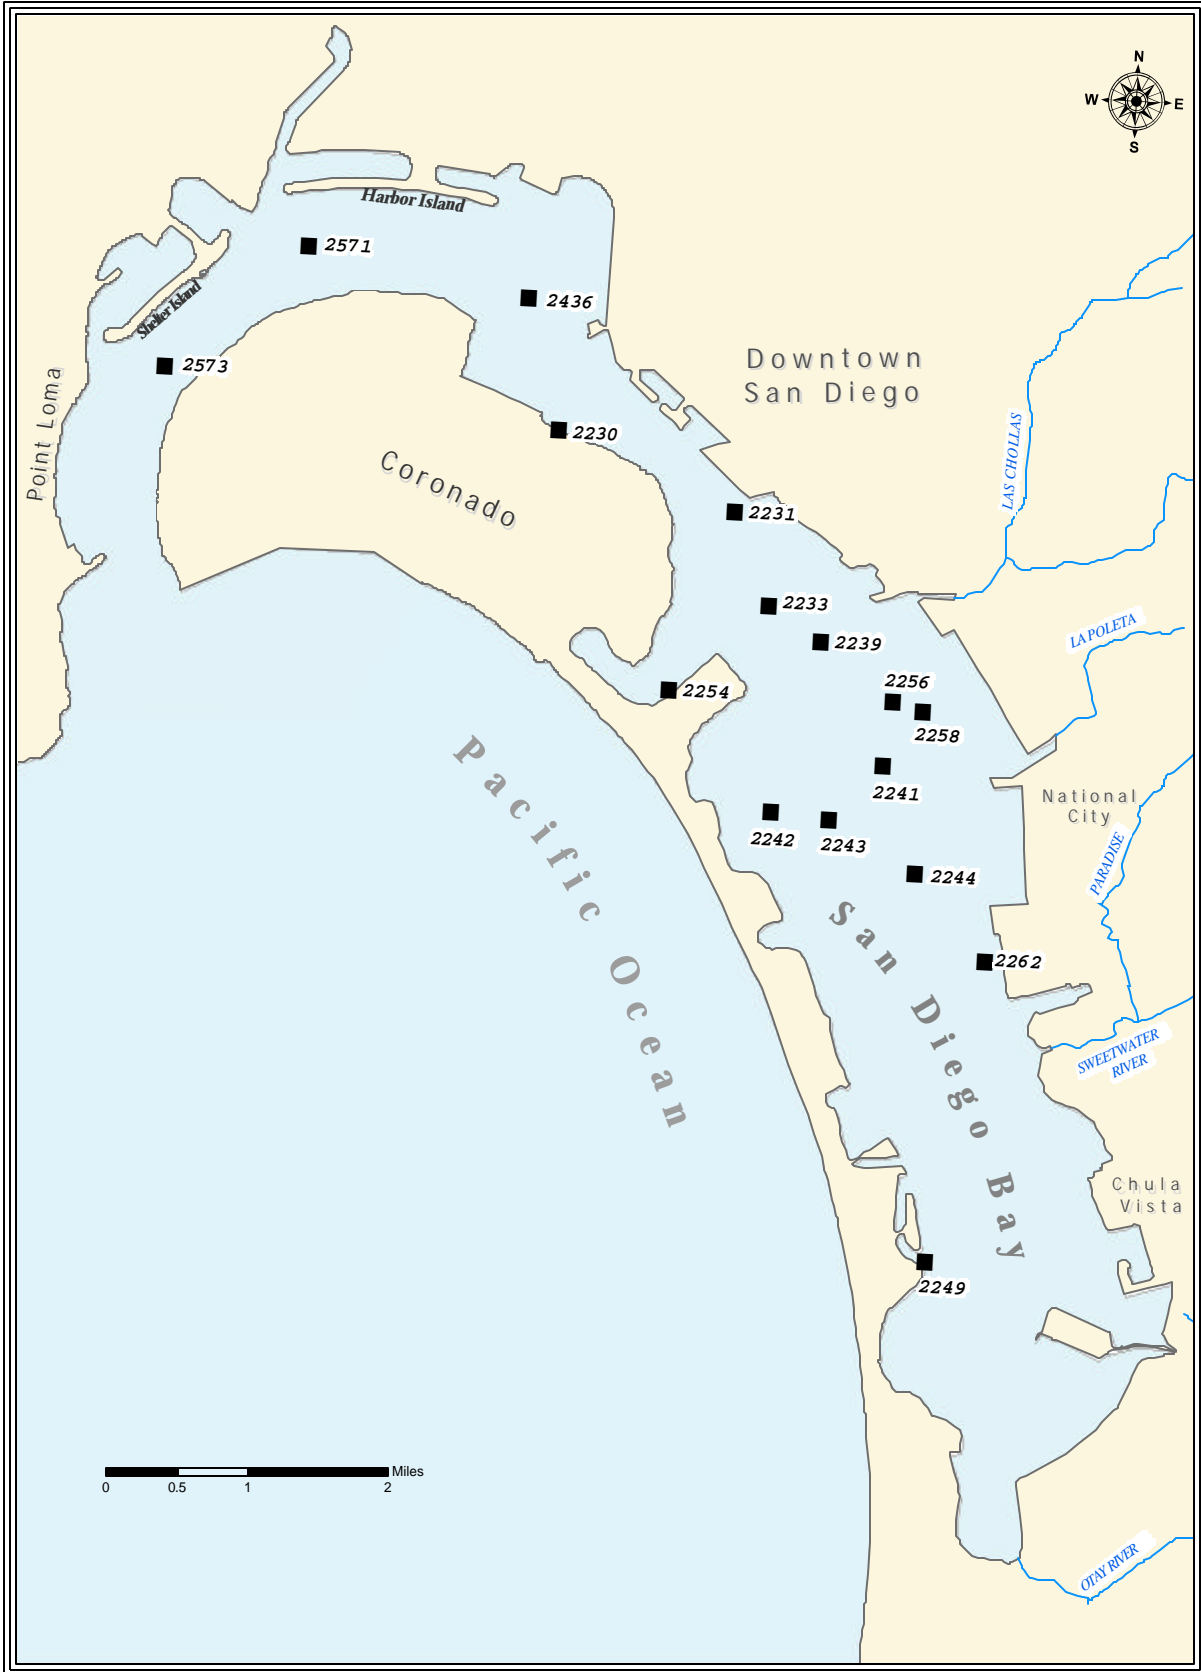 N
W
E
S
Harbor Island
2571
2436
Shelter Island
2573
Downtown
San Diego
Point Loma
2230
Coronado
LAS CHOLLAS
2231
2233
LA POLETA
2239
2254
2256
2258
Pacific Ocean
2241
National
City
2242
2243
PARADISE
2244
San Diego Bay
2262
SWEETWATER
RIVER
Chula
Vista
2249
Miles
0 0.5 1 2
OTAY RIVER